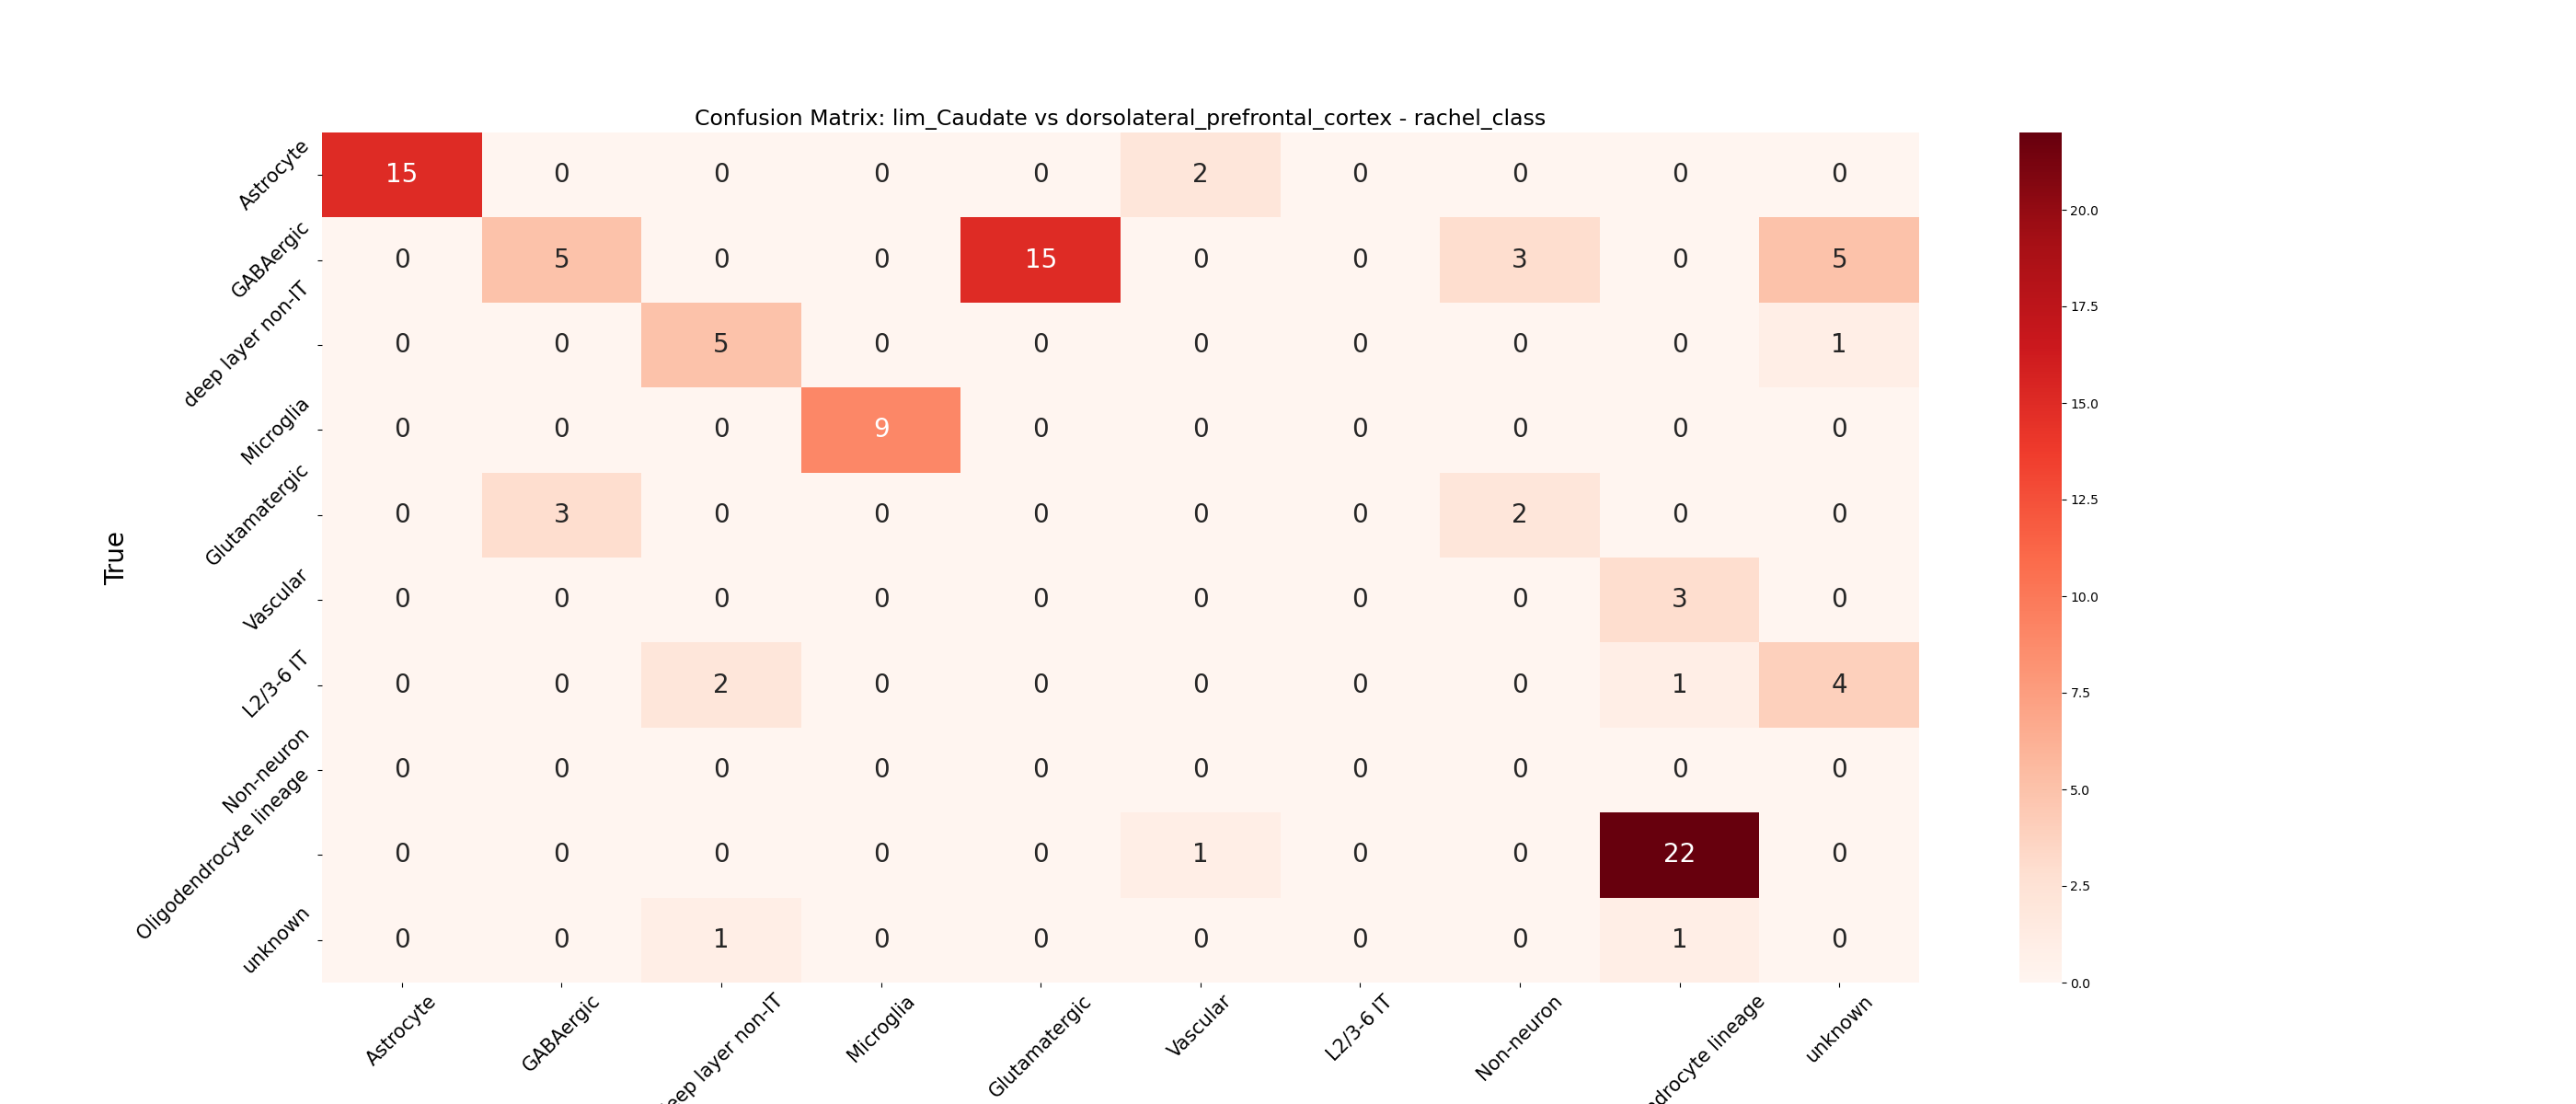 Confusion Matrix: lim_Caudate vs dorsolateral_prefrontal_cortex - rachel_class
True
Astrocyte 15 0 0 0 0 2 0 0 0 0
GABAergic 0 5 0 0 15 0 0 3 0 5
deep layer non-IT 0 0 5 0 0 0 0 0 0 1
Microglia 0 0 0 9 0 0 0 0 0 0
Glutamatergic 0 3 0 0 0 0 0 2 0 0
Vascular 0 0 0 0 0 0 0 0 3 0
L2/3-6 IT 0 0 2 0 0 0 0 0 1 4
Non-neuron 0 0 0 0 0 0 0 0 0 0
Oligodendrocyte lineage 0 0 0 0 0 1 0 0 22 0
unknown 0 0 1 0 0 0 0 0 1 0
Astrocyte
GABAergic
eep layer non-IT
Microglia
Glutamatergic
Vascular
L2/3-6 IT
Non-neuron
ndrocyte lineage
unknown
20.0
17.5
15.0
12.5
10.0
7.5
5.0
2.5
0.0